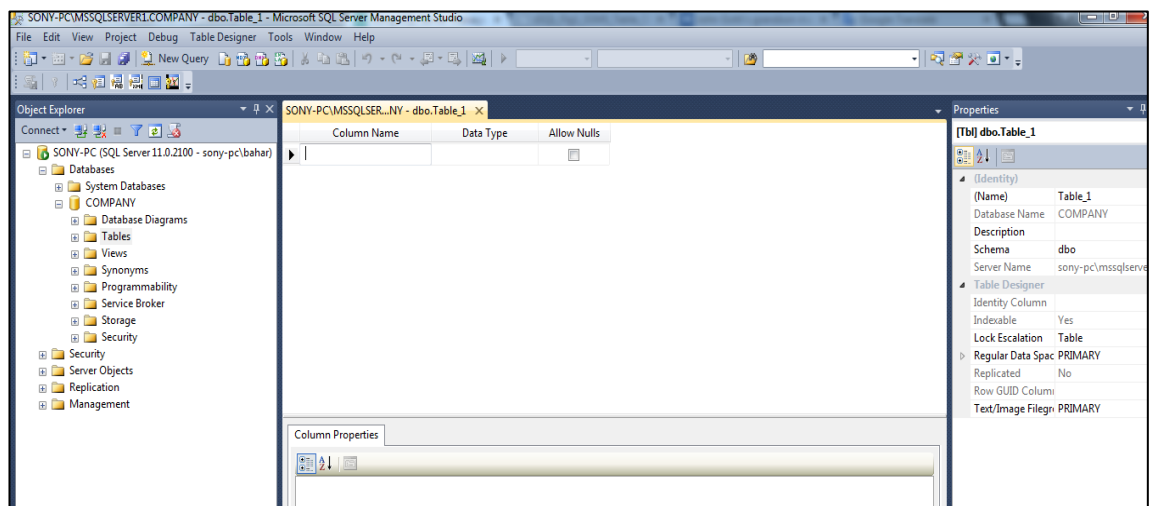 SONY-PC\MSSQLSERVER1.COMPANY - dbo.Table_1 - Microsoft SQL Server Management Studio
File Edit View Project Debug Table Designer Tools Window Help
New Query
Object Explorer
Connect
SONY-PC (SQL Server 11.0.2100 - sony-pc\bahar)
Databases
System Databases
COMPANY
Database Diagrams
Tables
Views
Synonyms
Programmability
Service Broker
Storage
Security
Security
Server Objects
Replication
Management
SONY-PC\MSSQLSER...NY - dbo.Table_1
Column Name Data Type Allow Nulls
Column Properties
Properties
[Tbl] dbo.Table_1
(Identity)
(Name) Table_1
Database Name COMPANY
Description
Schema dbo
Server Name sony-pc\mssqlserve
Table Designer
Identity Column
Indexable Yes
Lock Escalation Table
Regular Data Spac PRIMARY
Replicated No
Row GUID Colum
Text/Image Filegr PRIMARY